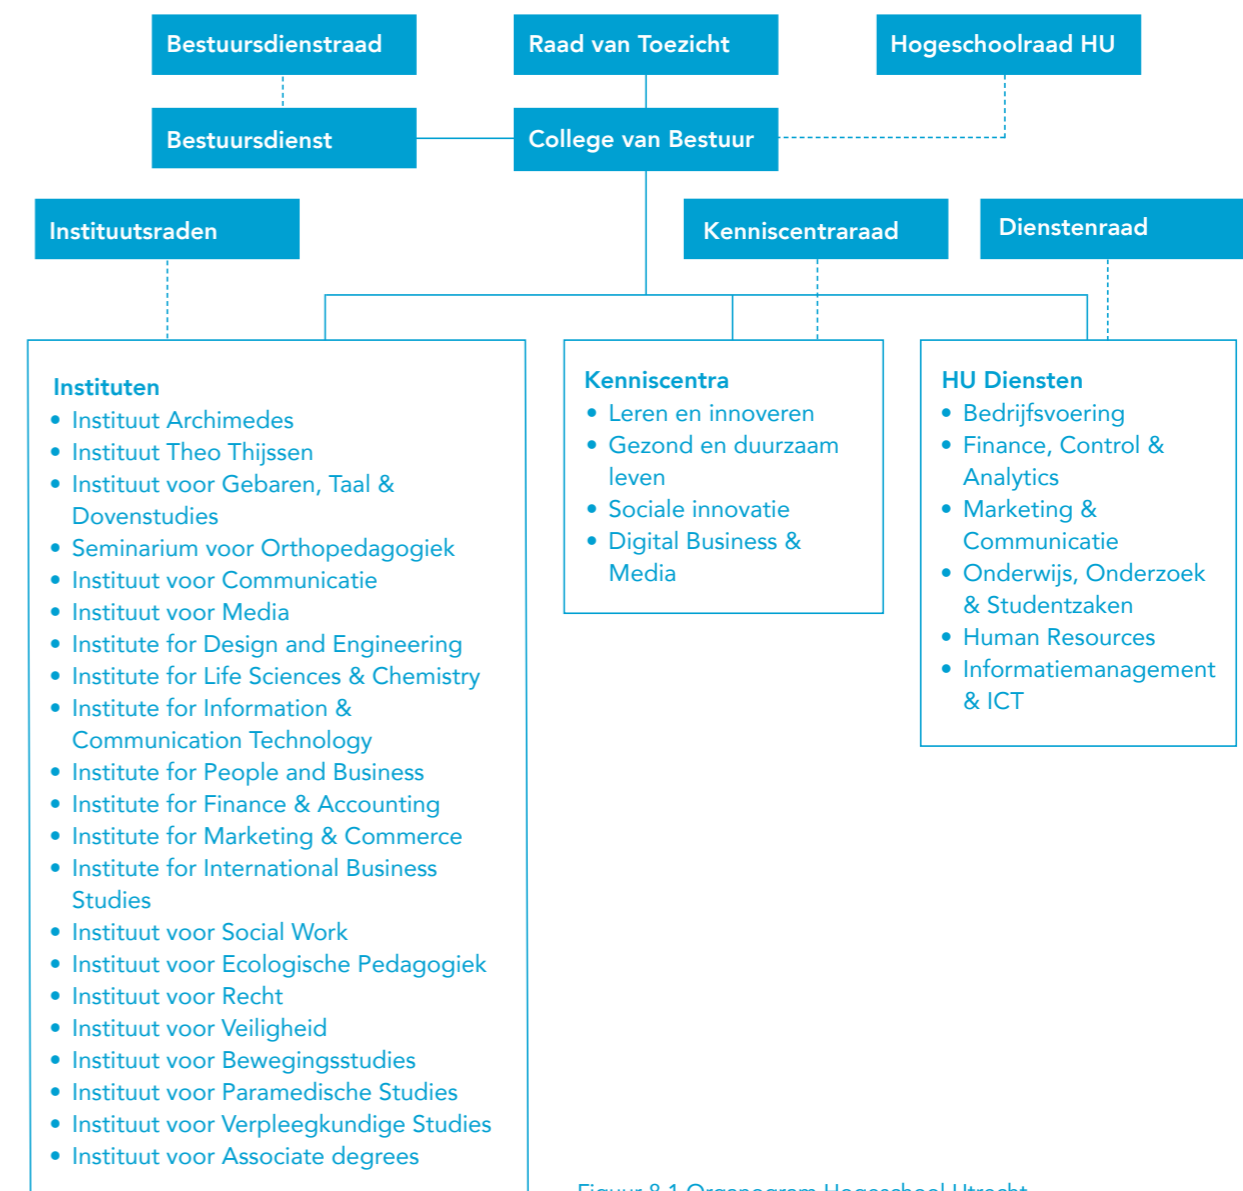 Bestuursdienstraad
Raad van Toezicht
Hogeschoolraad HU
Bestuursdienst
College van Bestuur
Instituutsraden
Kenniscentraraad
Dienstenraad
Instituten
• Instituut Archimedes
• Instituut Theo Thijssen
• Instituut voor Gebaren, Taal &
Dovenstudies
• Seminarium voor Orthopedagogiek
• Instituut voor Communicatie
• Instituut voor Media
• Institute for Design and Engineering
• Institute for Life Sciences & Chemistry
• Institute for Information &
Communication Technology
• Institute for People and Business
• Institute for Finance & Accounting
• Institute for Marketing & Commerce
• Institute for International Business
Studies
• Instituut voor Social Work
• Instituut voor Ecologische Pedagogiek
• Instituut voor Recht
• Instituut voor Veiligheid
• Instituut voor Bewegingsstudies
• Instituut voor Paramedische Studies
• Instituut voor Verpleegkundige Studies
• Instituut voor Associate degrees
Kenniscentra
• Leren en innoveren
• Gezond en duurzaam
leven
• Sociale innovatie
• Digital Business &
Media
HU Diensten
• Bedrijfsvoering
• Finance, Control &
Analytics
• Marketing &
Communicatie
• Onderwijs, Onderzoek
& Studentzaken
• Human Resources
• Informatiemanagement
& ICT
Figuur 8.1 Organogram Hogeschool Utrecht